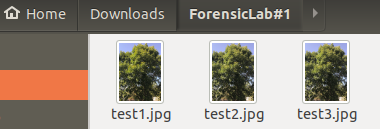 Home Downloads ForensicLab#1
test1.jpg test2.jpg test3.jpg